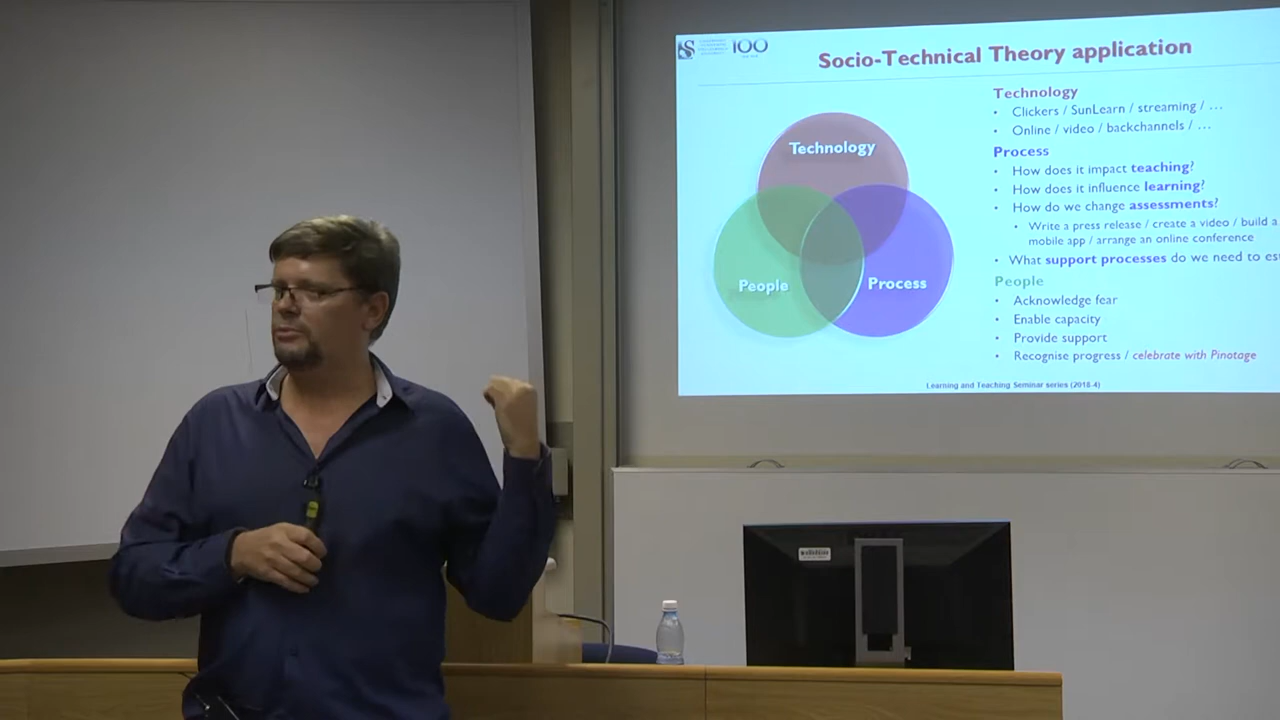 S
100
Socio-Technical Theory application
Technology
People
Process
Technology
• Clickers / SunLearn / streaming / ...
• Online / video / backchannels / ...
Process
• How does it impact teaching?
• How does it influence learning?
• How do we change assessments?
• Write a press release / create a video / build a
mobile app / arrange an online conference
• What support processes do we need to
People
• Acknowledge fear
• Enable capacity
• Provide support
• Recognise progress / celebrate with Pinotage
Learning and Teaching Seminar series (2018-4)